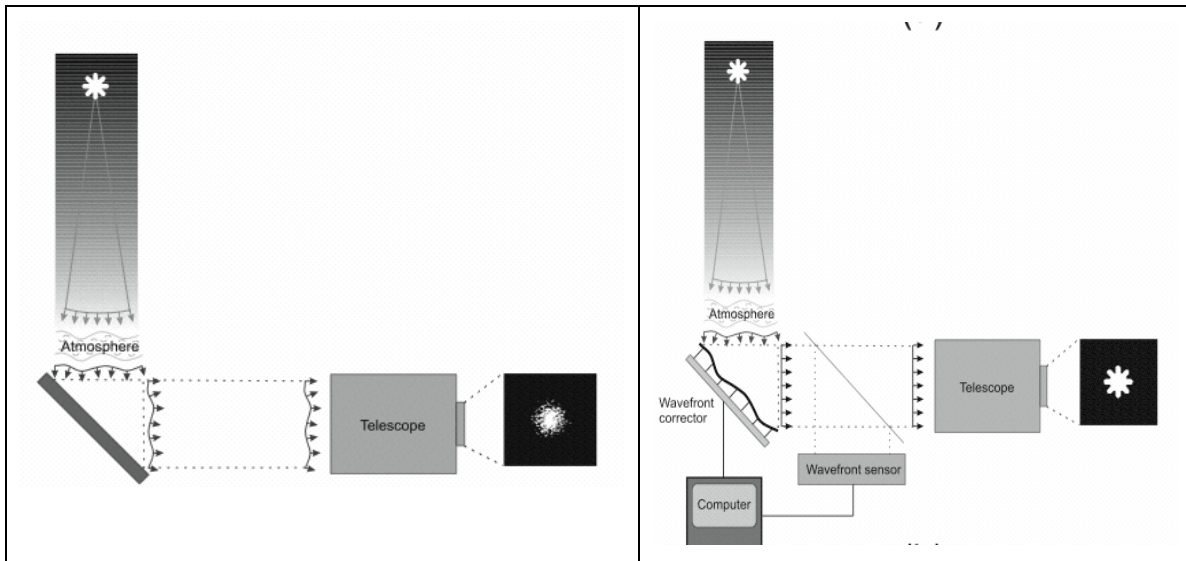 Atmosphere
Telescope
Atmosphere
Telescope
Wavefront
corrector
Wavefront sensor
Computer